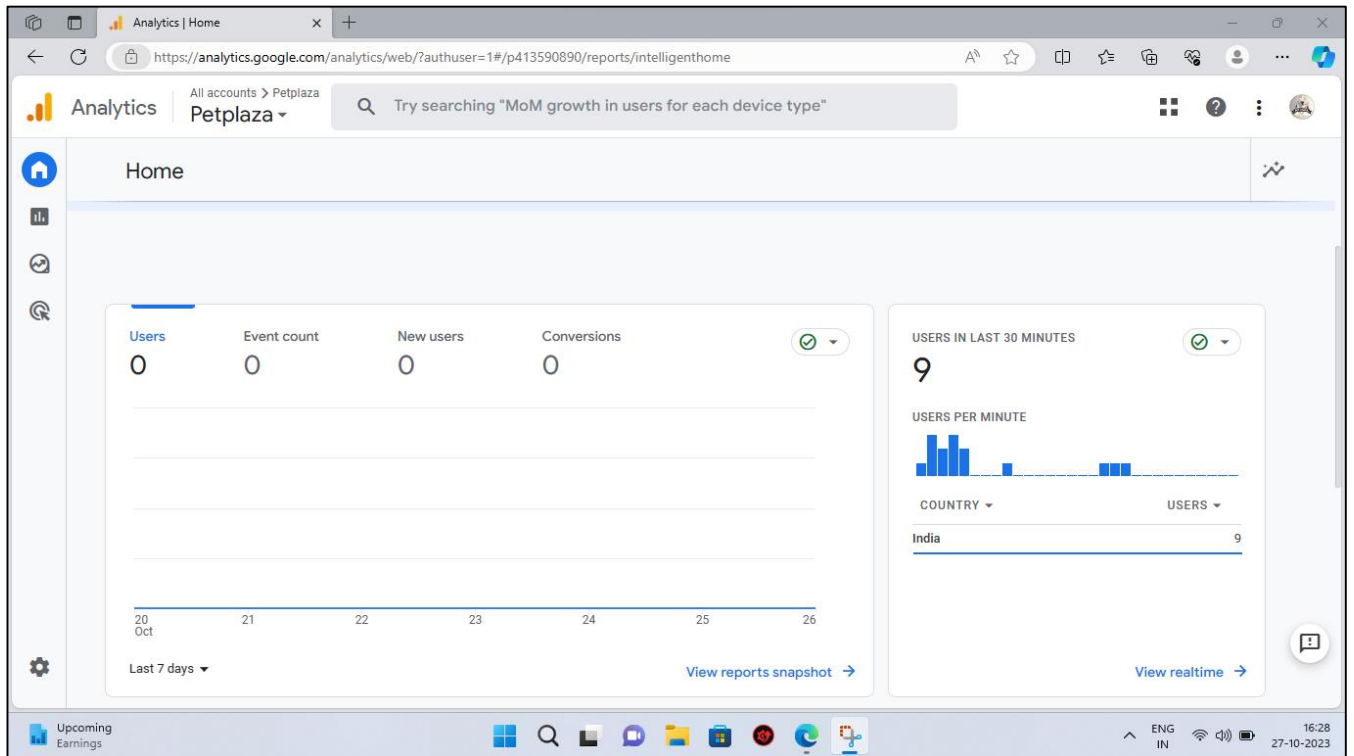 Analytics | Home
https://analytics.google.com/analytics/web/?authuser=1#/p413590890/reports/intelligenthome
Analytics
All accounts > Petplaza
Petplaza
Try searching "MoM growth in users for each device type"
Home
Users Event count New users Conversions
0 0 0 0
20 21 22 23 24 25 26
Oct
Last 7 days
View reports snapshot
USERS IN LAST 30 MINUTES
9
USERS PER MINUTE
COUNTRY USERS
India 9
View realtime
Upcoming
Earnings
ENG
IN
16:28
27-10-2023